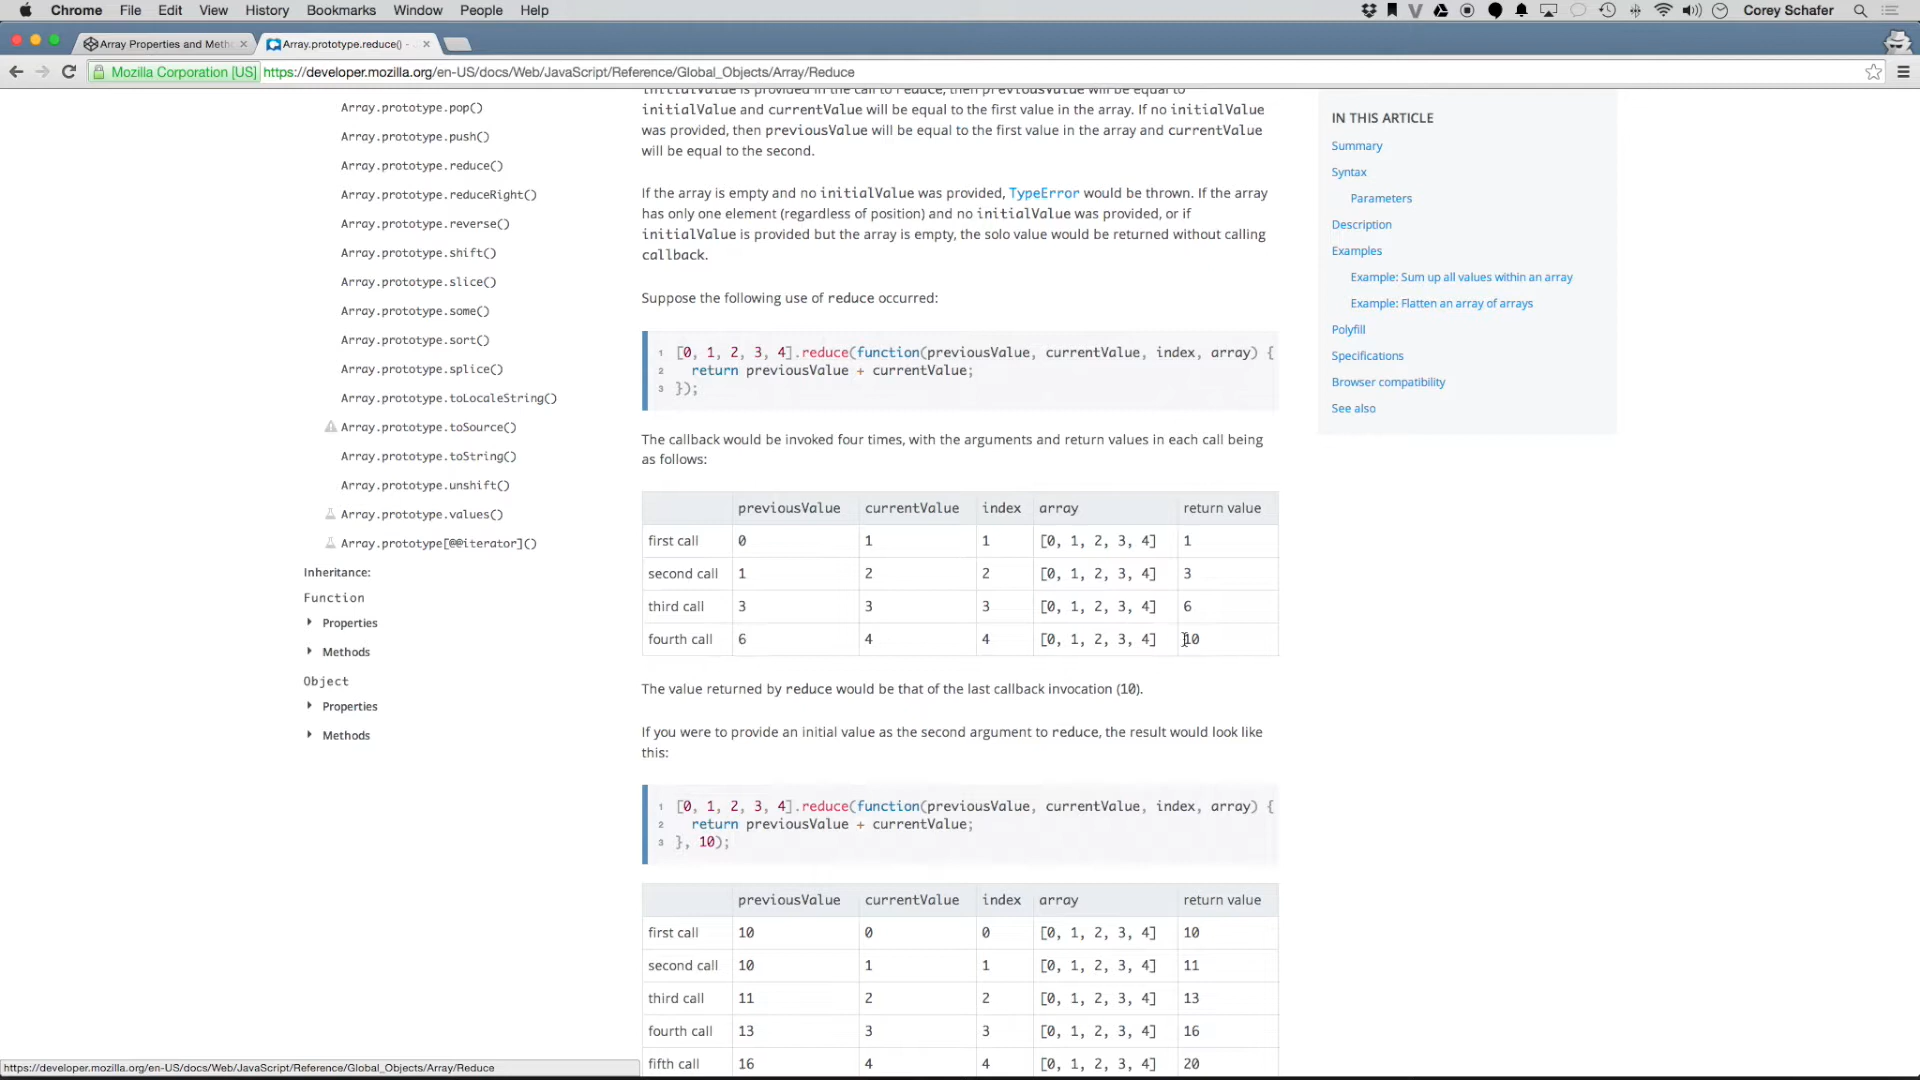 Chrome File Edit View History Bookmarks Window People Help Corey Schafer
Array Properties and Meth Array.prototype.reduce() -
Mozilla Corporation [US] https://developer.mozilla.org/en-US/docs/Web/JavaScript/Reference/Global_Objects/Array/Reduce
Array.prototype.pop()
Array.prototype.push()
Array.prototype.reduce()
Array.prototype.reduceRight()
Array.prototype.reverse()
Array.prototype.shift()
Array.prototype.slice()
Array.prototype.some()
Array.prototype.sort()
Array.prototype.splice()
Array.prototype.toLocaleString()
Array.prototype.toSource()
Array.prototype.toString()
Array.prototype.unshift()
Array.prototype.values()
Array.prototype[@@iterator]()
Inheritance:
Function
Properties
Methods
Object
Properties
Methods
initialValue is provided in the call to reduce, then previousValue will be equal to
initialValue and currentValue will be equal to the first value in the array. If no initialValue
was provided, then previousValue will be equal to the first value in the array and currentValue
will be equal to the second.
If the array is empty and no initialValue was provided, TypeError would be thrown. If the array
has only one element (regardless of position) and no initialValue was provided, or if
initialValue is provided but the array is empty, the solo value would be returned without calling
callback.
Suppose the following use of reduce occurred:
1 [0, 1, 2, 3, 4].reduce(function(previousValue, currentValue, index, array) {
2 return previousValue + currentValue;
3 });
The callback would be invoked four times, with the arguments and return values in each call being
as follows:
previousValue currentValue index array return value
first call 0 1 1 [0, 1, 2, 3, 4] 1
second call 1 2 2 [0, 1, 2, 3, 4] 3
third call 3 3 3 [0, 1, 2, 3, 4] 6
fourth call 6 4 4 [0, 1, 2, 3, 4] 10
The value returned by reduce would be that of the last callback invocation (10).
If you were to provide an initial value as the second argument to reduce, the result would look like
this:
1 [0, 1, 2, 3, 4].reduce(function(previousValue, currentValue, index, array) {
2 return previousValue + currentValue;
3 }, 10);
previousValue currentValue index array return value
first call 10 0 0 [0, 1, 2, 3, 4] 10
second call 10 1 1 [0, 1, 2, 3, 4] 11
third call 11 2 2 [0, 1, 2, 3, 4] 13
fourth call 13 3 3 [0, 1, 2, 3, 4] 16
fifth call 16 4 4 [0, 1, 2, 3, 4] 20
IN THIS ARTICLE
Summary
Syntax
Parameters
Description
Examples
Example: Sum up all values within an array
Example: Flatten an array of arrays
Polyfill
Specifications
Browser compatibility
See also
https://developer.mozilla.org/en-US/docs/Web/JavaScript/Reference/Global_Objects/Array/Reduce